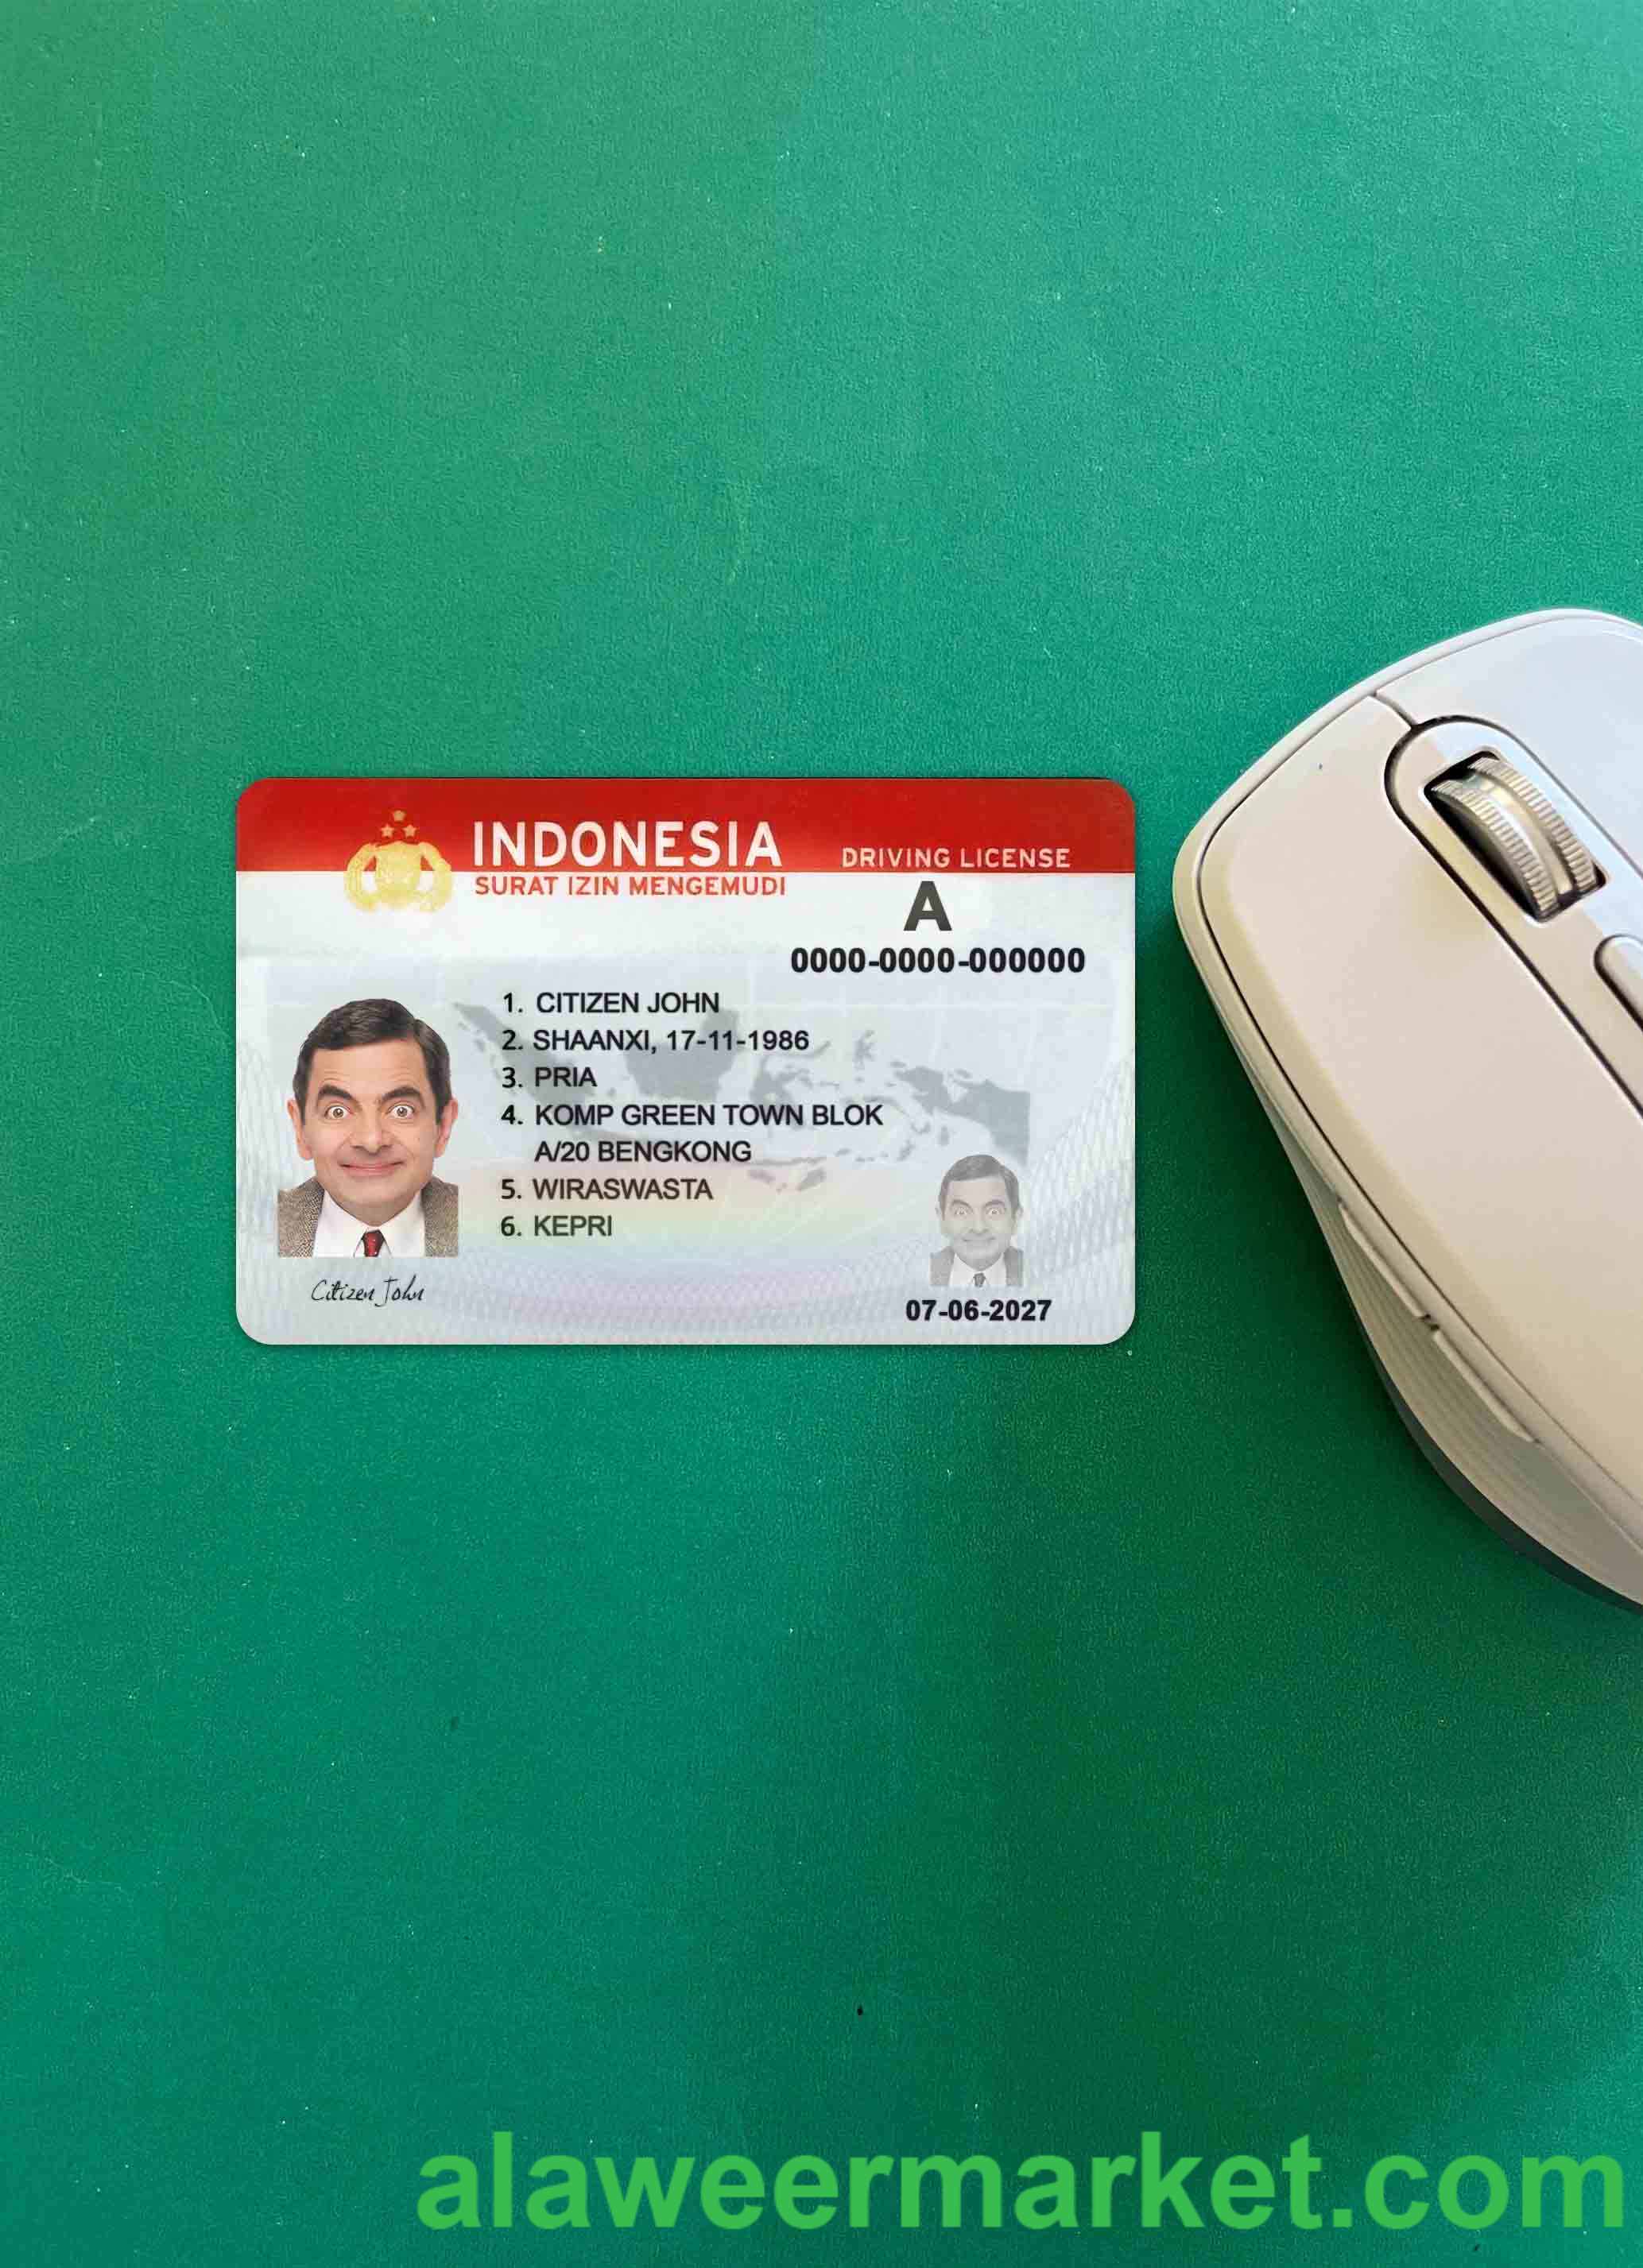 INDONESIA
SURAT IZIN MENGEMUDI
DRIVING LICENSE
A
0000-0000-000000
1. CITIZEN JOHN
2. SHAANXI, 17-11-1986
3. PRIA
4. KOMP GREEN TOWN BLOK
A/20 BENGKONG
5. WIRASWASTA
6. KEPRI
Citizen John
07-06-2027
alaweermarket.com